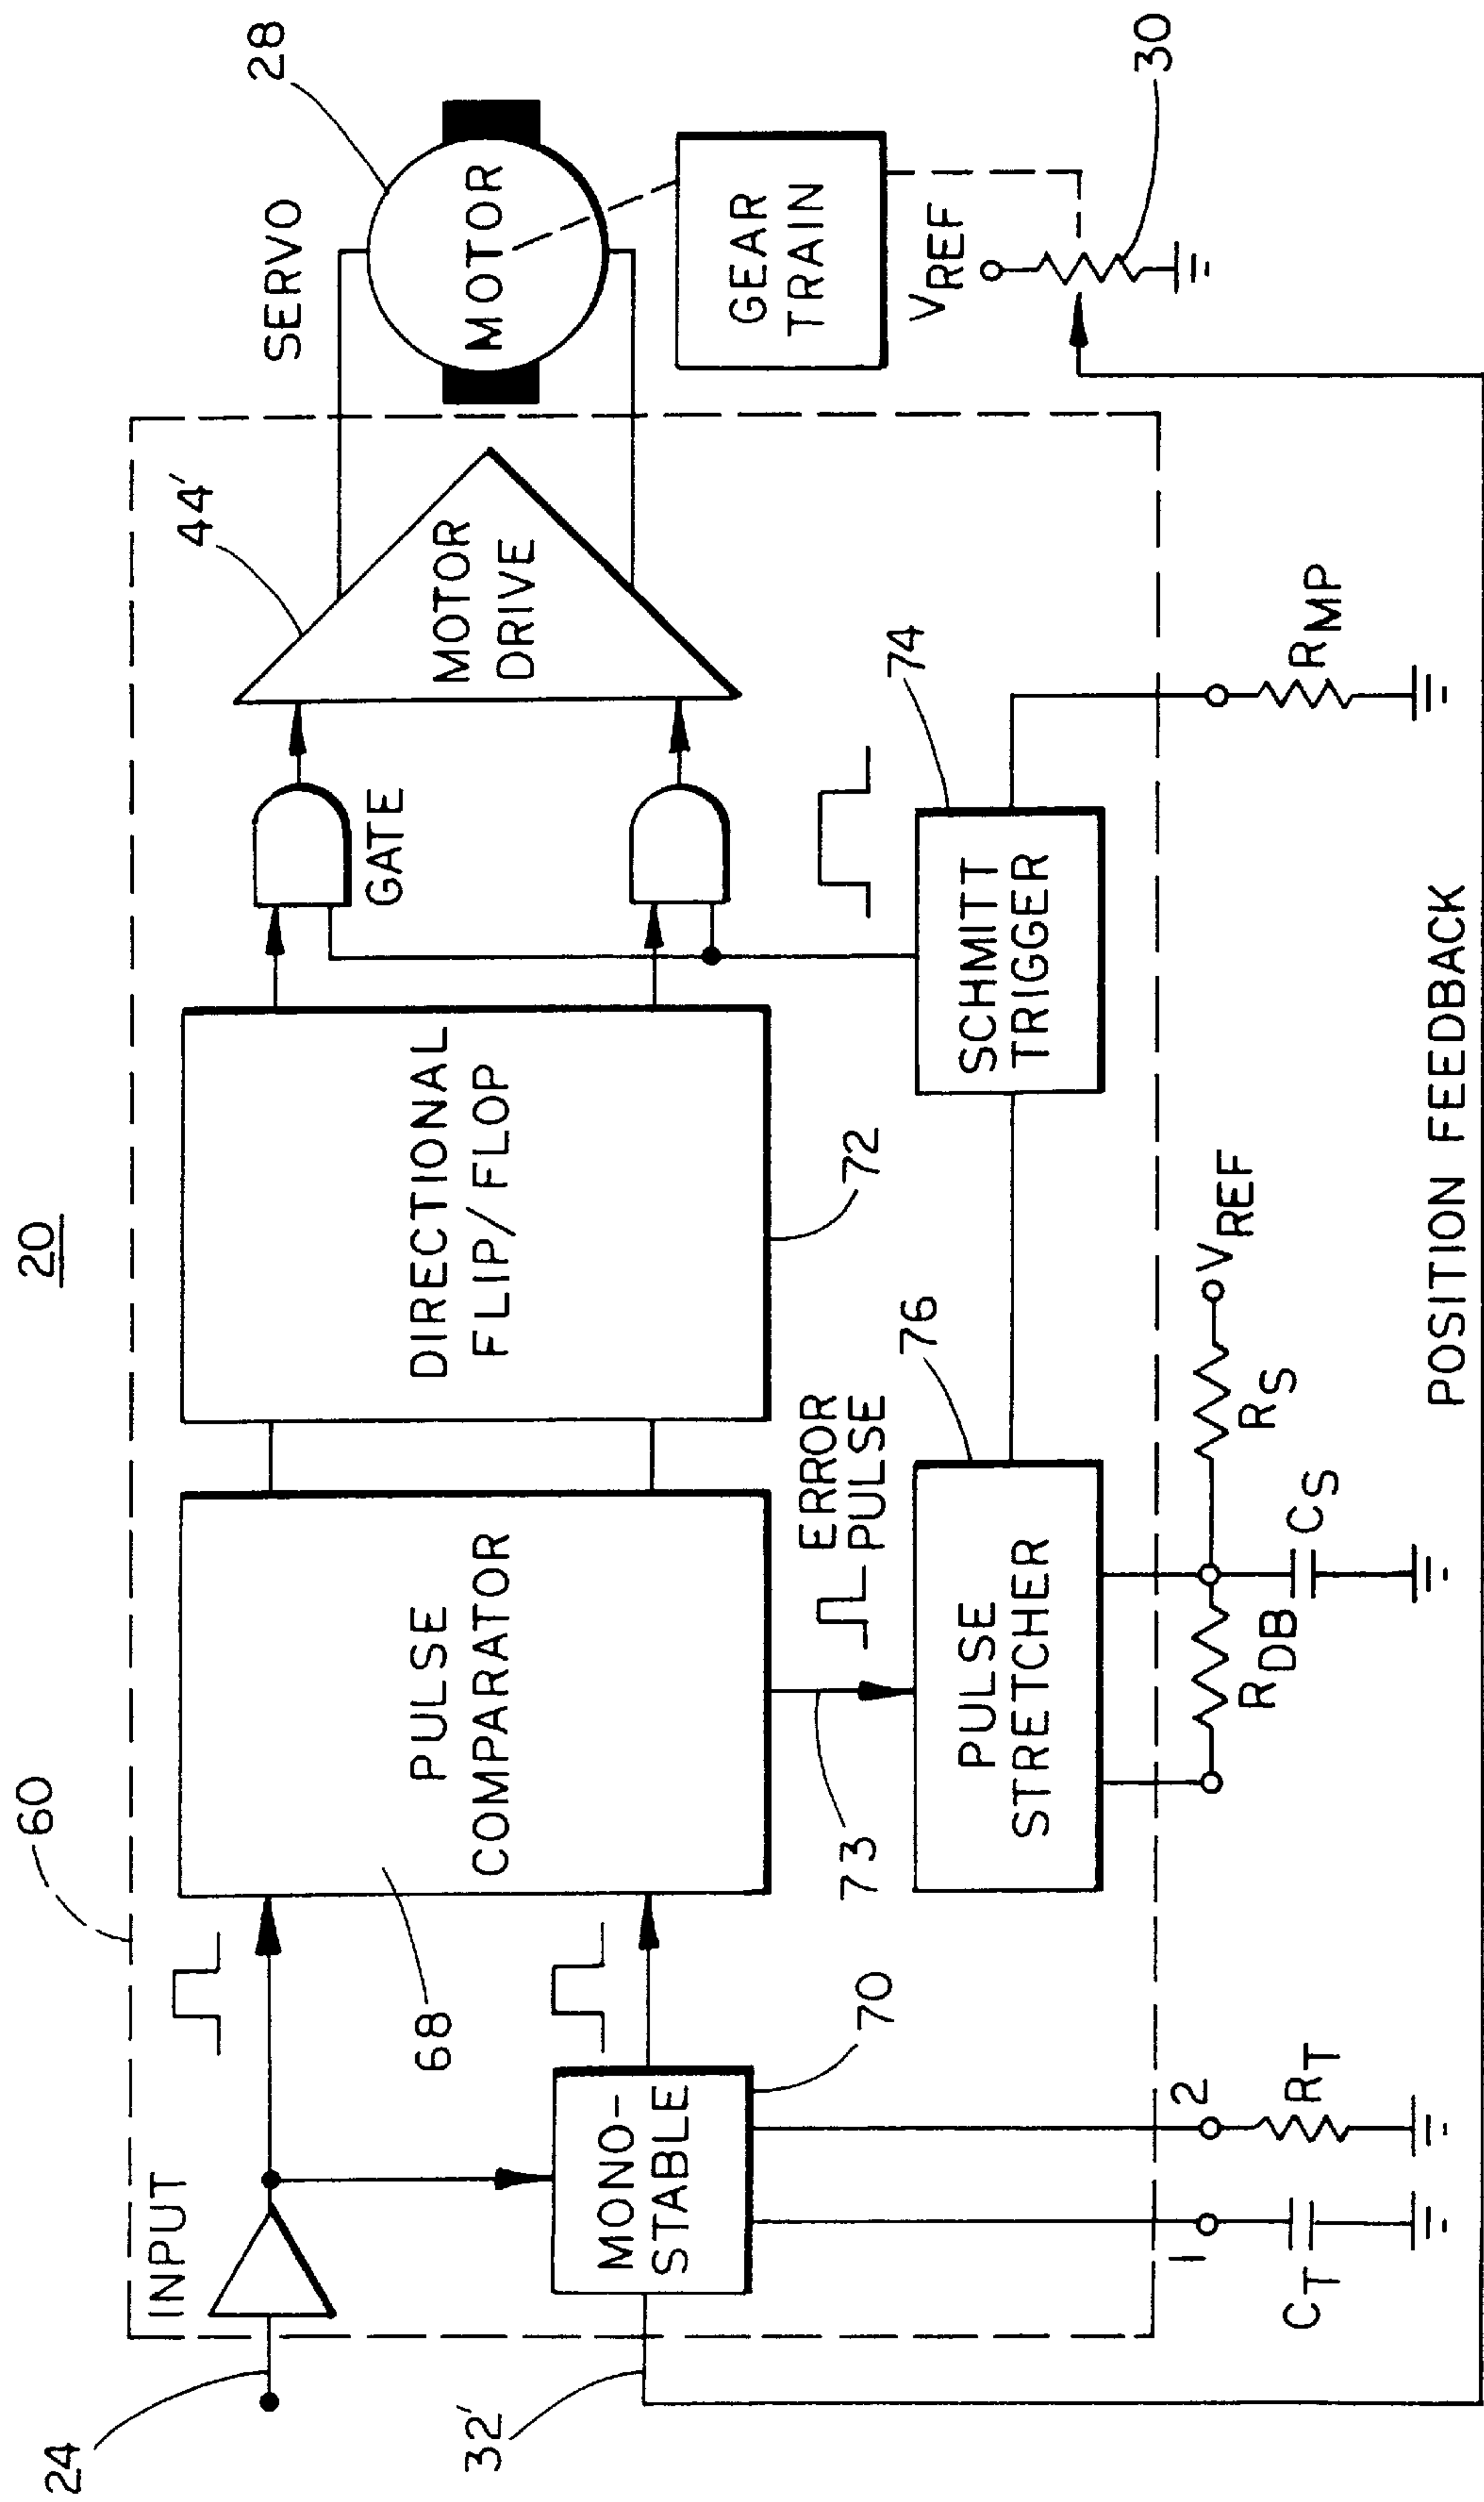 20
60
24
INPUT
32'
MONO-
STABLE
70
68
PULSE
COMPARATOR
73
ERROR
PULSE
PULSE
STRETCHER
76
DIRECTIONAL
FLIP/FLOP
72
GATE
SCHMITT
TRIGGER
74
MOTOR
DRIVE
44'
SERVO
28
MOTOR
GEAR
TRAIN
VREF
30
1
2
CT
RT
RDB
CS
RS
VREF
RMP
POSITION FEEDBACK